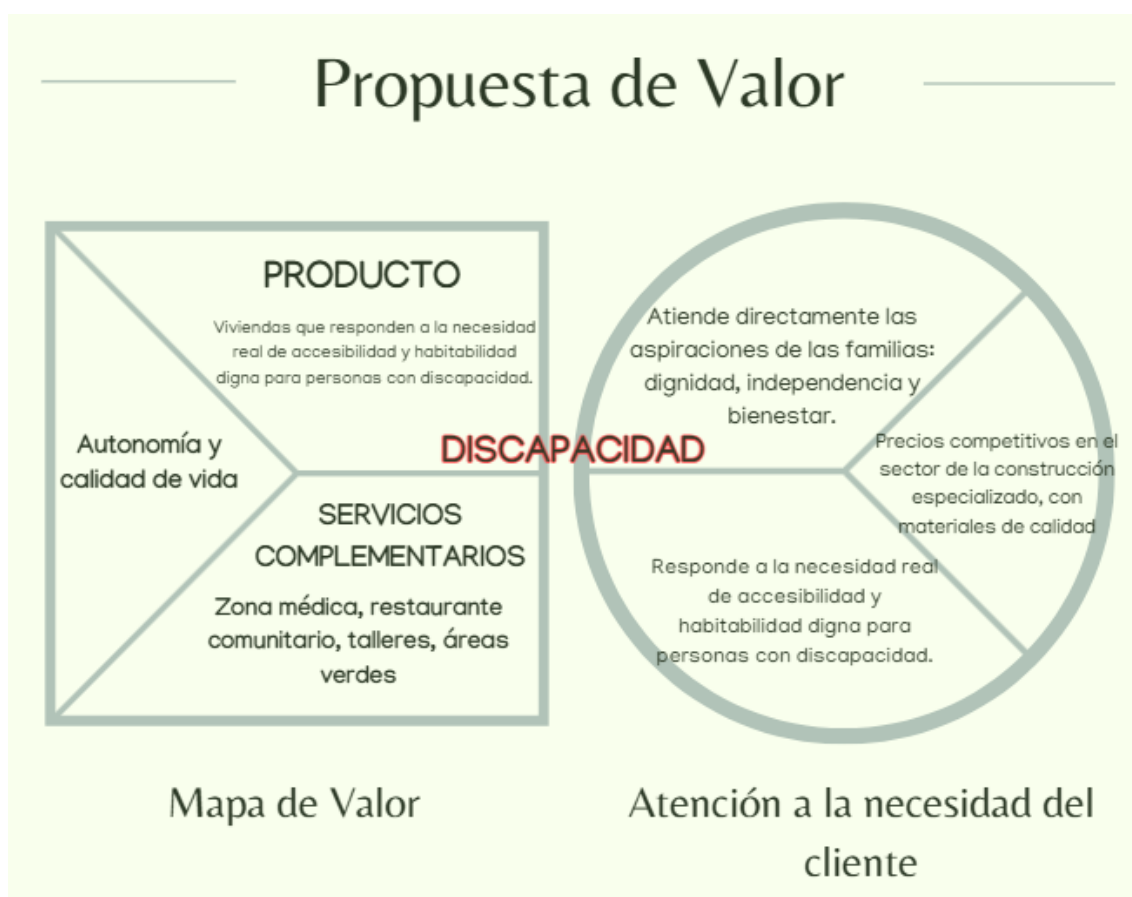 Propuesta de Valor
PRODUCTO
Viviendas que responden a la necesidad
real de accesibilidad y habitabilidad
digna para personas con discapacidad.
Autonomía y
calidad de vida
SERVICIOS
COMPLEMENTARIOS
Zona médica, restaurante
comunitario, talleres, áreas
verdes
DISCAPACIDAD
Atiende directamente las
aspiraciones de las familias:
dignidad, independencia y
bienestar.
Precios competitivos en el
sector de la construcción
especializado, con
materiales de calidad
Responde a la necesidad real
de accesibilidad y
habitabilidad digna para
personas con discapacidad.
Mapa de Valor
Atención a la necesidad del
cliente